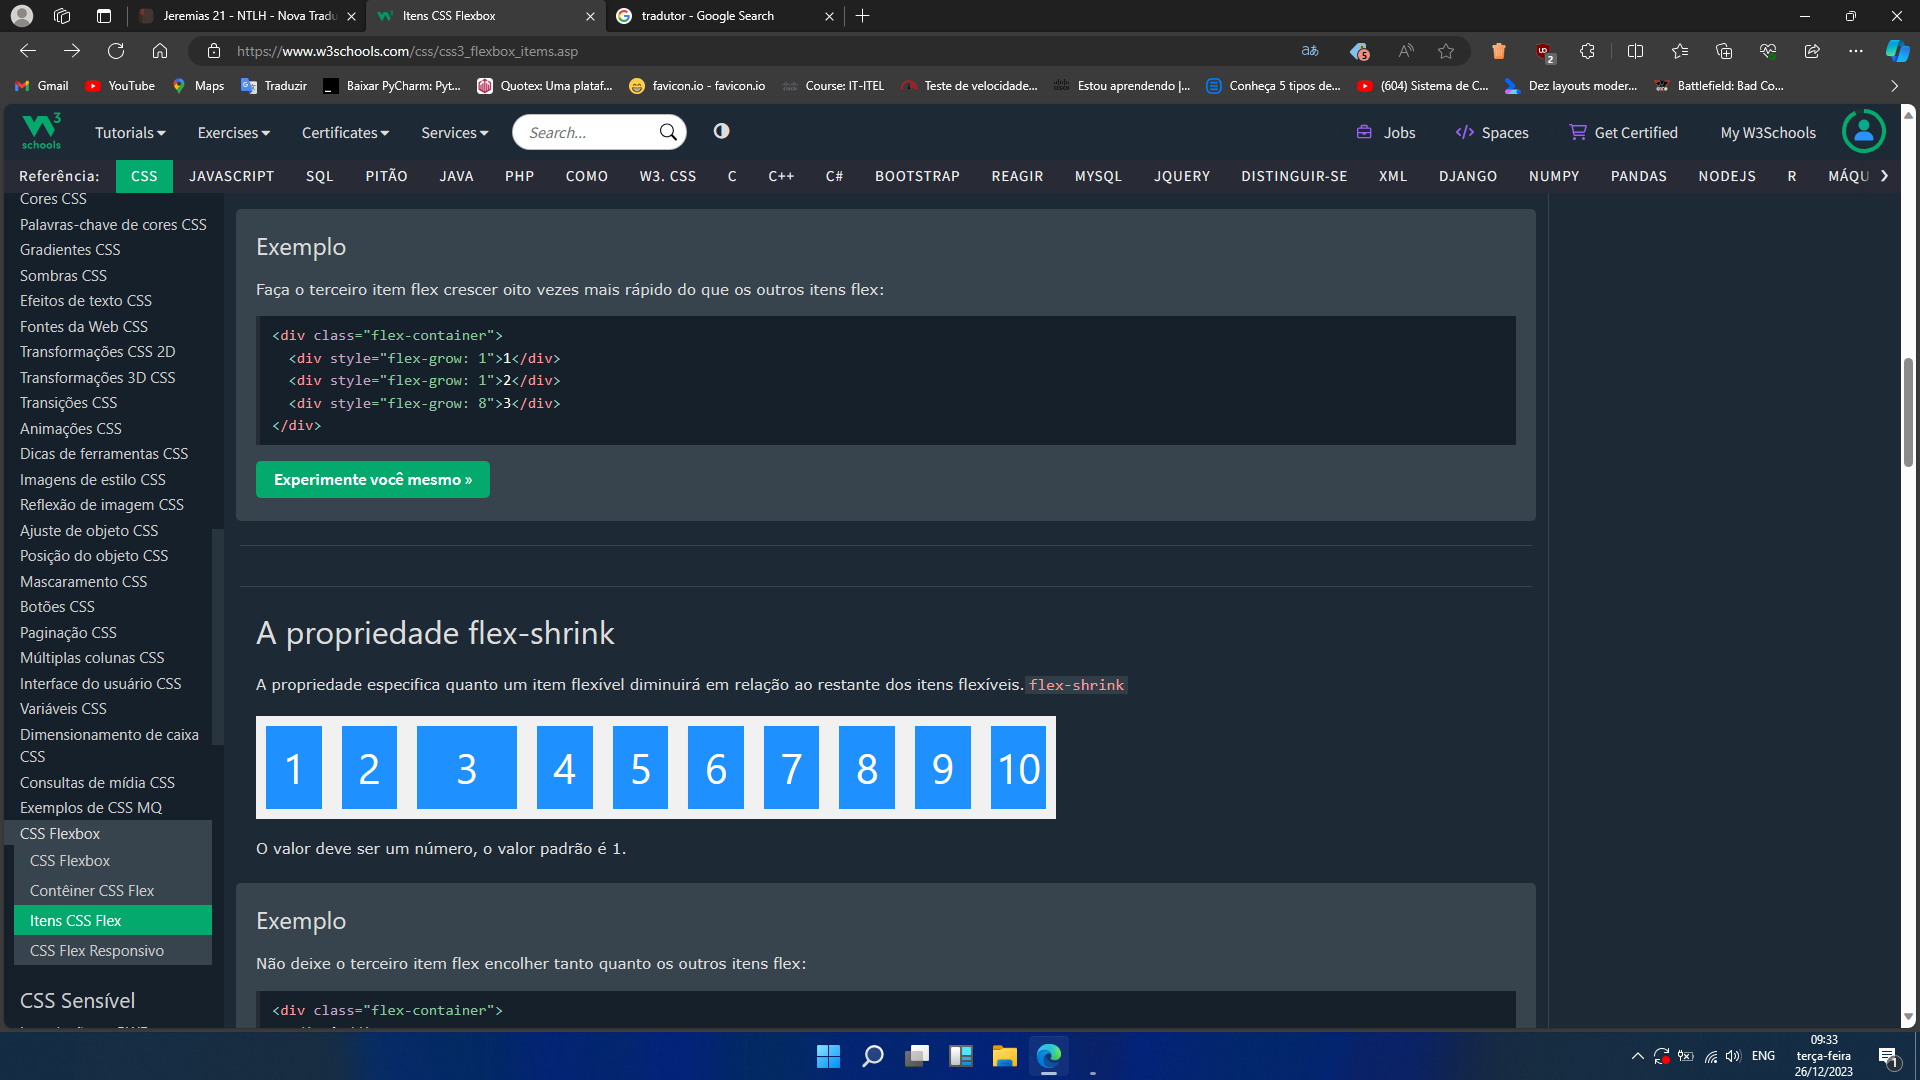 Jeremias 21 - NTLH - Nova Tradu
Itens CSS Flexbox
tradutor - Google Search
https://www.w3schools.com/css/css3_flexbox_items.asp
5
2
Gmail
YouTube
Maps
Traduzir
Baixar PyCharm: Pyt...
Quotex: Uma plataf...
favicon.io - favicon.io
Course: IT-ITEL
Teste de velocidade...
Estou aprendendo |...
Conheça 5 tipos de...
(604) Sistema de C...
Dez layouts moder...
Battlefield: Bad Co...
W3 schools
Tutorials
Exercises
Certificates
Services
Search...
Jobs
Spaces
Get Certified
My W3Schools
Referência:
CSS
JAVASCRIPT
SQL
PITÃO
JAVA
PHP
COMO
W3. CSS
C
C++
C#
BOOTSTRAP
REAGIR
MYSQL
JQUERY
DISTINGUIR-SE
XML
DJANGO
NUMPY
PANDAS
NODEJS
R
MÁQU
Cores CSS
Palavras-chave de cores CSS
Gradientes CSS
Sombras CSS
Efeitos de texto CSS
Fontes da Web CSS
Transformações CSS 2D
Transformações 3D CSS
Transições CSS
Animações CSS
Dicas de ferramentas CSS
Imagens de estilo CSS
Reflexão de imagem CSS
Ajuste de objeto CSS
Posição do objeto CSS
Mascaramento CSS
Botões CSS
Paginação CSS
Múltiplas colunas CSS
Interface do usuário CSS
Variáveis CSS
Dimensionamento de caixa
CSS
Consultas de mídia CSS
Exemplos de CSS MQ
CSS Flexbox
CSS Flexbox
Contêiner CSS Flex
Itens CSS Flex
CSS Flex Responsivo
CSS Sensível
Exemplo
Faça o terceiro item flex crescer oito vezes mais rápido do que os outros itens flex:
<div class="flex-container">
<div style="flex-grow: 1">1</div>
<div style="flex-grow: 1">2</div>
<div style="flex-grow: 8">3</div>
</div>
Experimente você mesmo »
A propriedade flex-shrink
A propriedade especifica quanto um item flexível diminuirá em relação ao restante dos itens flexíveis. flex-shrink
1 2 3 4 5 6 7 8 9 10
O valor deve ser um número, o valor padrão é 1.
Exemplo
Não deixe o terceiro item flex encolher tanto quanto os outros itens flex:
<div class="flex-container">
ENG
09:33
terça-feira
26/12/2023
1